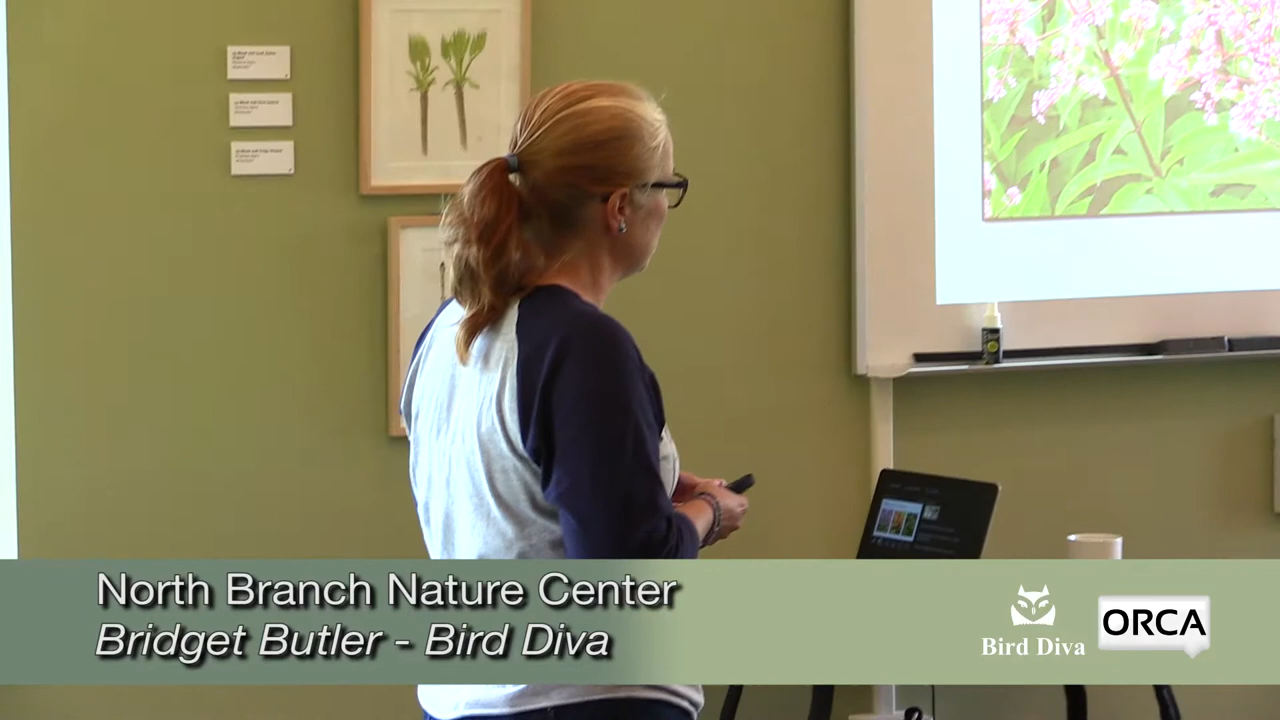 North Branch Nature Center
Bridget Butler - Bird Diva
Bird Diva
ORCA